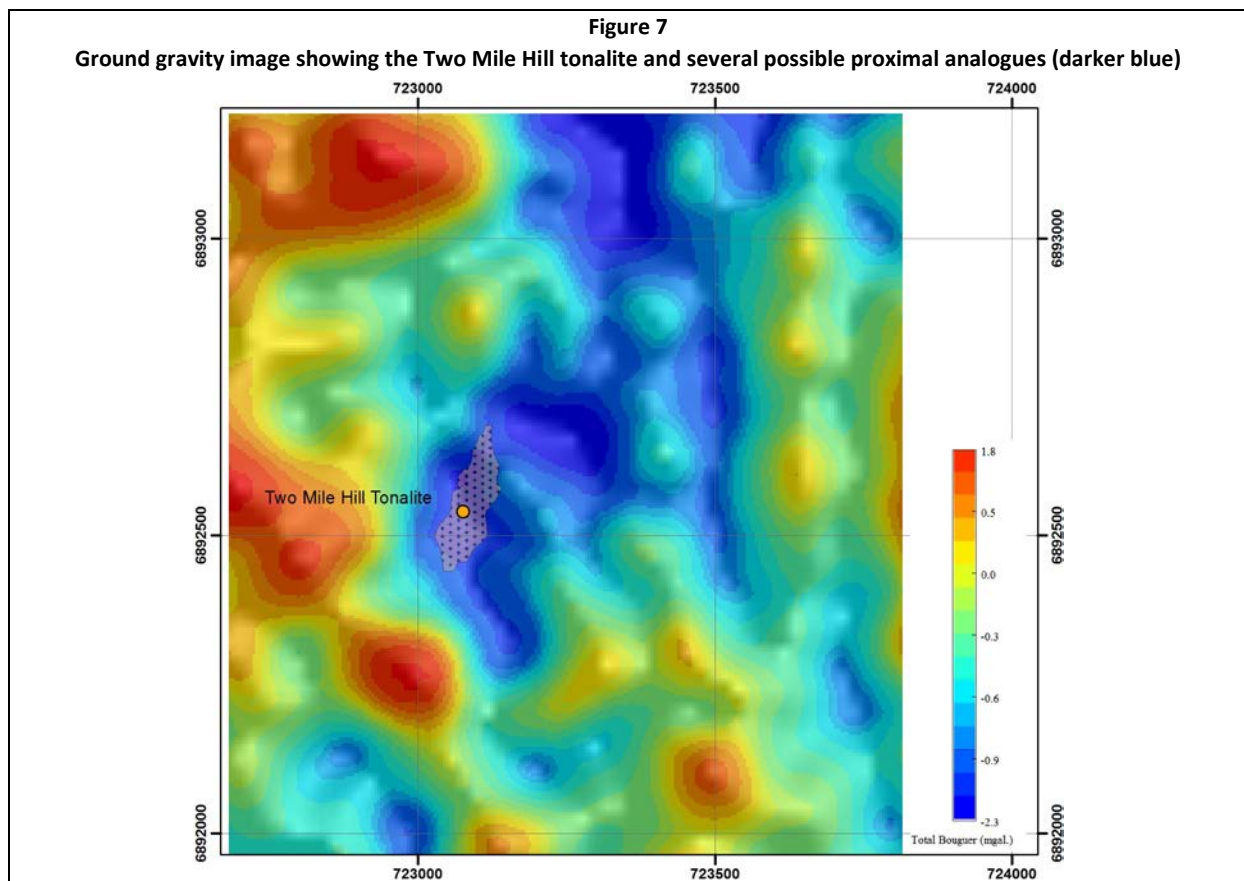 Figure 7
Ground gravity image showing the Two Mile Hill tonalite and several possible proximal analogues (darker blue)
723000 723500 724000
6893000 6893000
Two Mile Hill Tonalite
1.8
0.5
0.0
-0.3
-0.6
-0.9
-2.3
Total Bouguer (mgal.)
6892500 6892500
6892000 6892000
723000 723500 724000